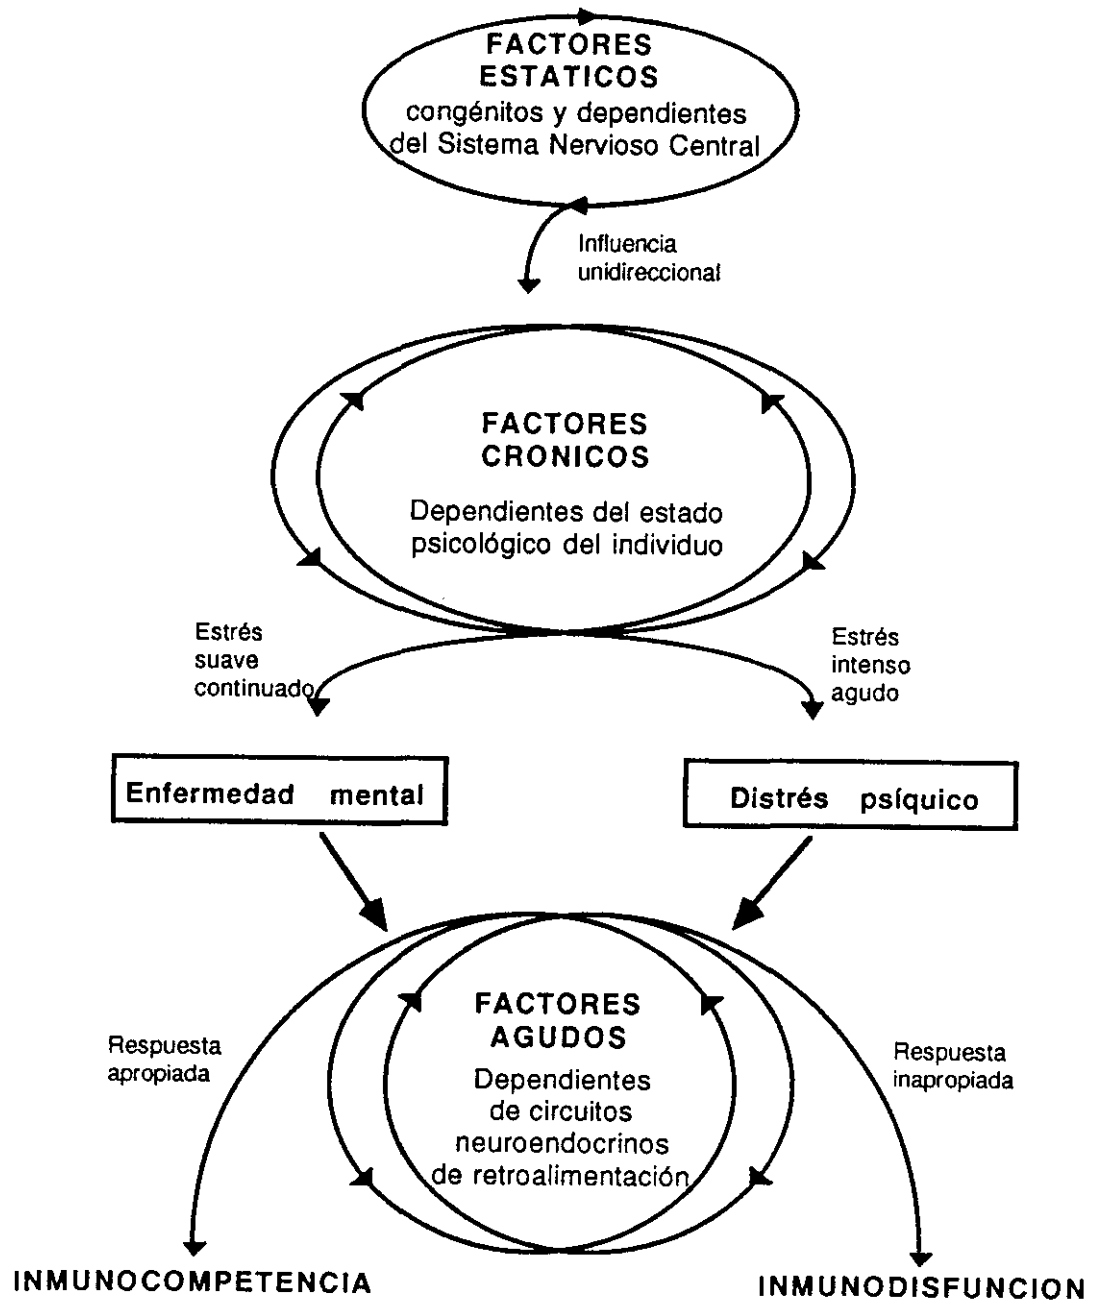 FACTORES
ESTATICOS
congénitos y dependientes
del Sistema Nervioso Central
Influencia
unidireccional
FACTORES
CRONICOS
Dependientes del estado
psicológico del individuo
Estrés
suave
continuado
Estrés
intenso
agudo
Enfermedad mental
Distrés psíquico
FACTORES
AGUDOS
Dependientes
de circuitos
neuroendocrinos
de retroalimentación
Respuesta
apropiada
Respuesta
inapropiada
INMUNOCOMPETENCIA
INMUNODISFUNCION